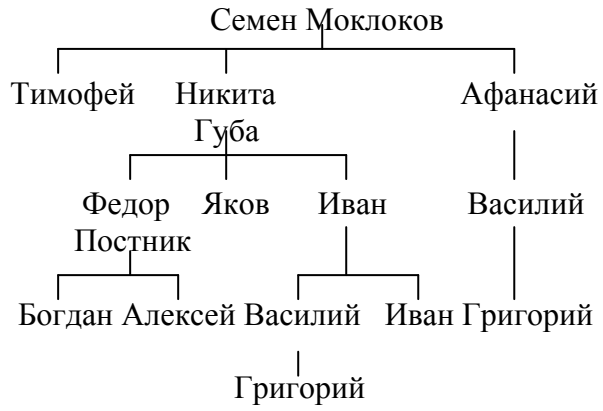 Семен Моклоков
Тимофей Никита Афанасий
Губа
Федор Яков Иван Василий
Постник
Богдан Алексей Василий Иван Григорий
Григорий